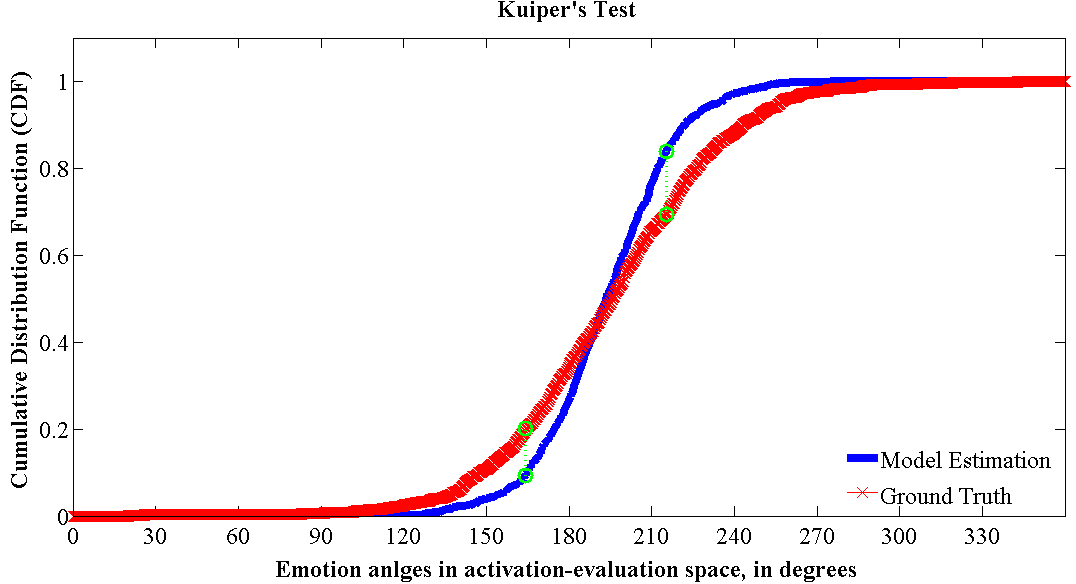 Kuiper's Test
Cumulative Distribution Function (CDF)
1
0.8
0.6
0.4
0.2
0
0 30 60 90 120 150 180 210 240 270 300 330
Model Estimation
Ground Truth
Emotion anlges in activation-evaluation space, in degrees